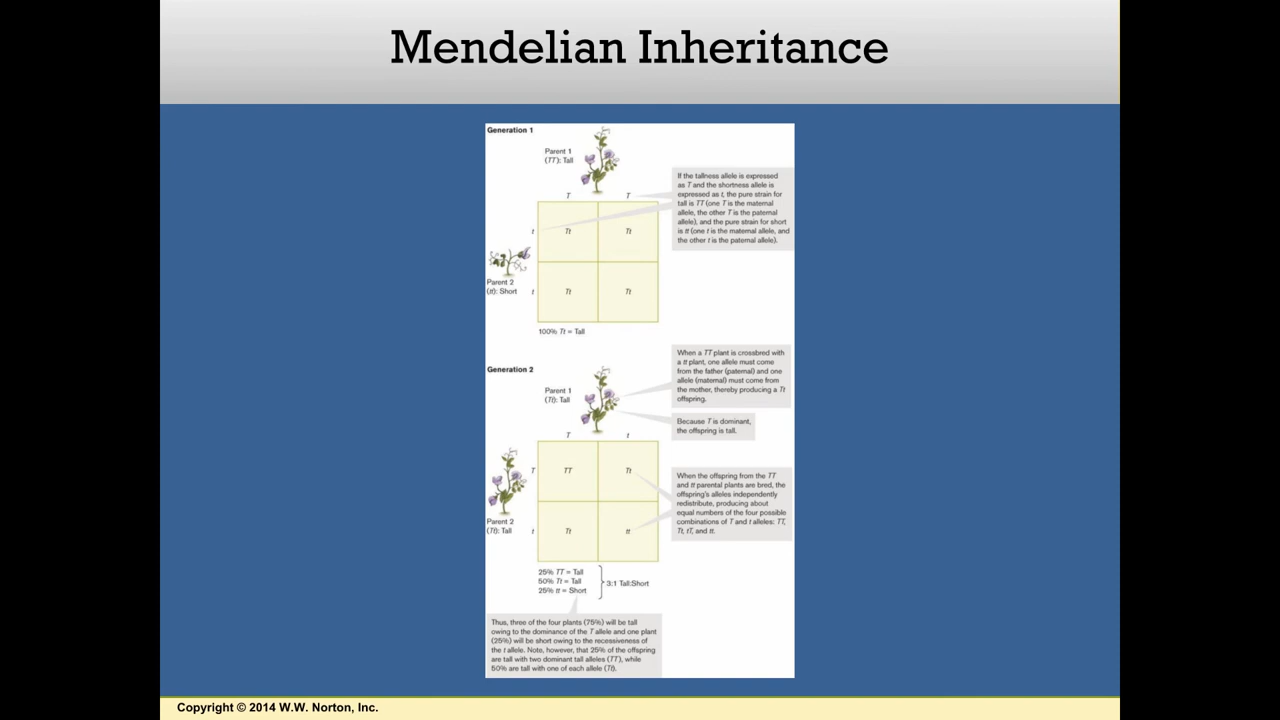 Mendelian Inheritance
Generation 1
Parent 1
(TT): Tall
T T
If the tallness allele is expressed
as T and the shortness allele is
expressed as t, the pure strain for
tall is TT (one T is the maternal
allele, the other T is the paternal
allele), and the pure strain for short
is tt (one t is the maternal allele, and
the other t is the paternal allele).
t Tt Tt
Parent 2
(tt): Short
t Tt Tt
100% Tt = Tall
Generation 2
Parent 1
(Tt): Tall
When a TT plant is crossbred with
a tt plant, one allele must come
from the father (paternal) and one
allele (maternal) must come from
the mother, thereby producing a Tt
offspring.
Because T is dominant,
the offspring is tall.
T t
T TT Tt
Parent 2
(Tt): Tall
t Tt tt
When the offspring from the TT
and tt parental plants are bred, the
offspring's alleles independently
redistribute, producing about
equal numbers of the four possible
combinations of T and t alleles: TT,
Tt, tT, and tt.
25% TT = Tall
50% Tt = Tall
25% tt = Short
3:1 Tall:Short
Thus, three of the four plants (75%) will be tall
owing to the dominance of the T allele and one plant
(25%) will be short owing to the recessiveness of
the t allele. Note, however, that 25% of the offspring
are tall with two dominant tall alleles (TT), while
50% are tall with one of each allele (Tt).
Copyright © 2014 W.W. Norton, Inc.